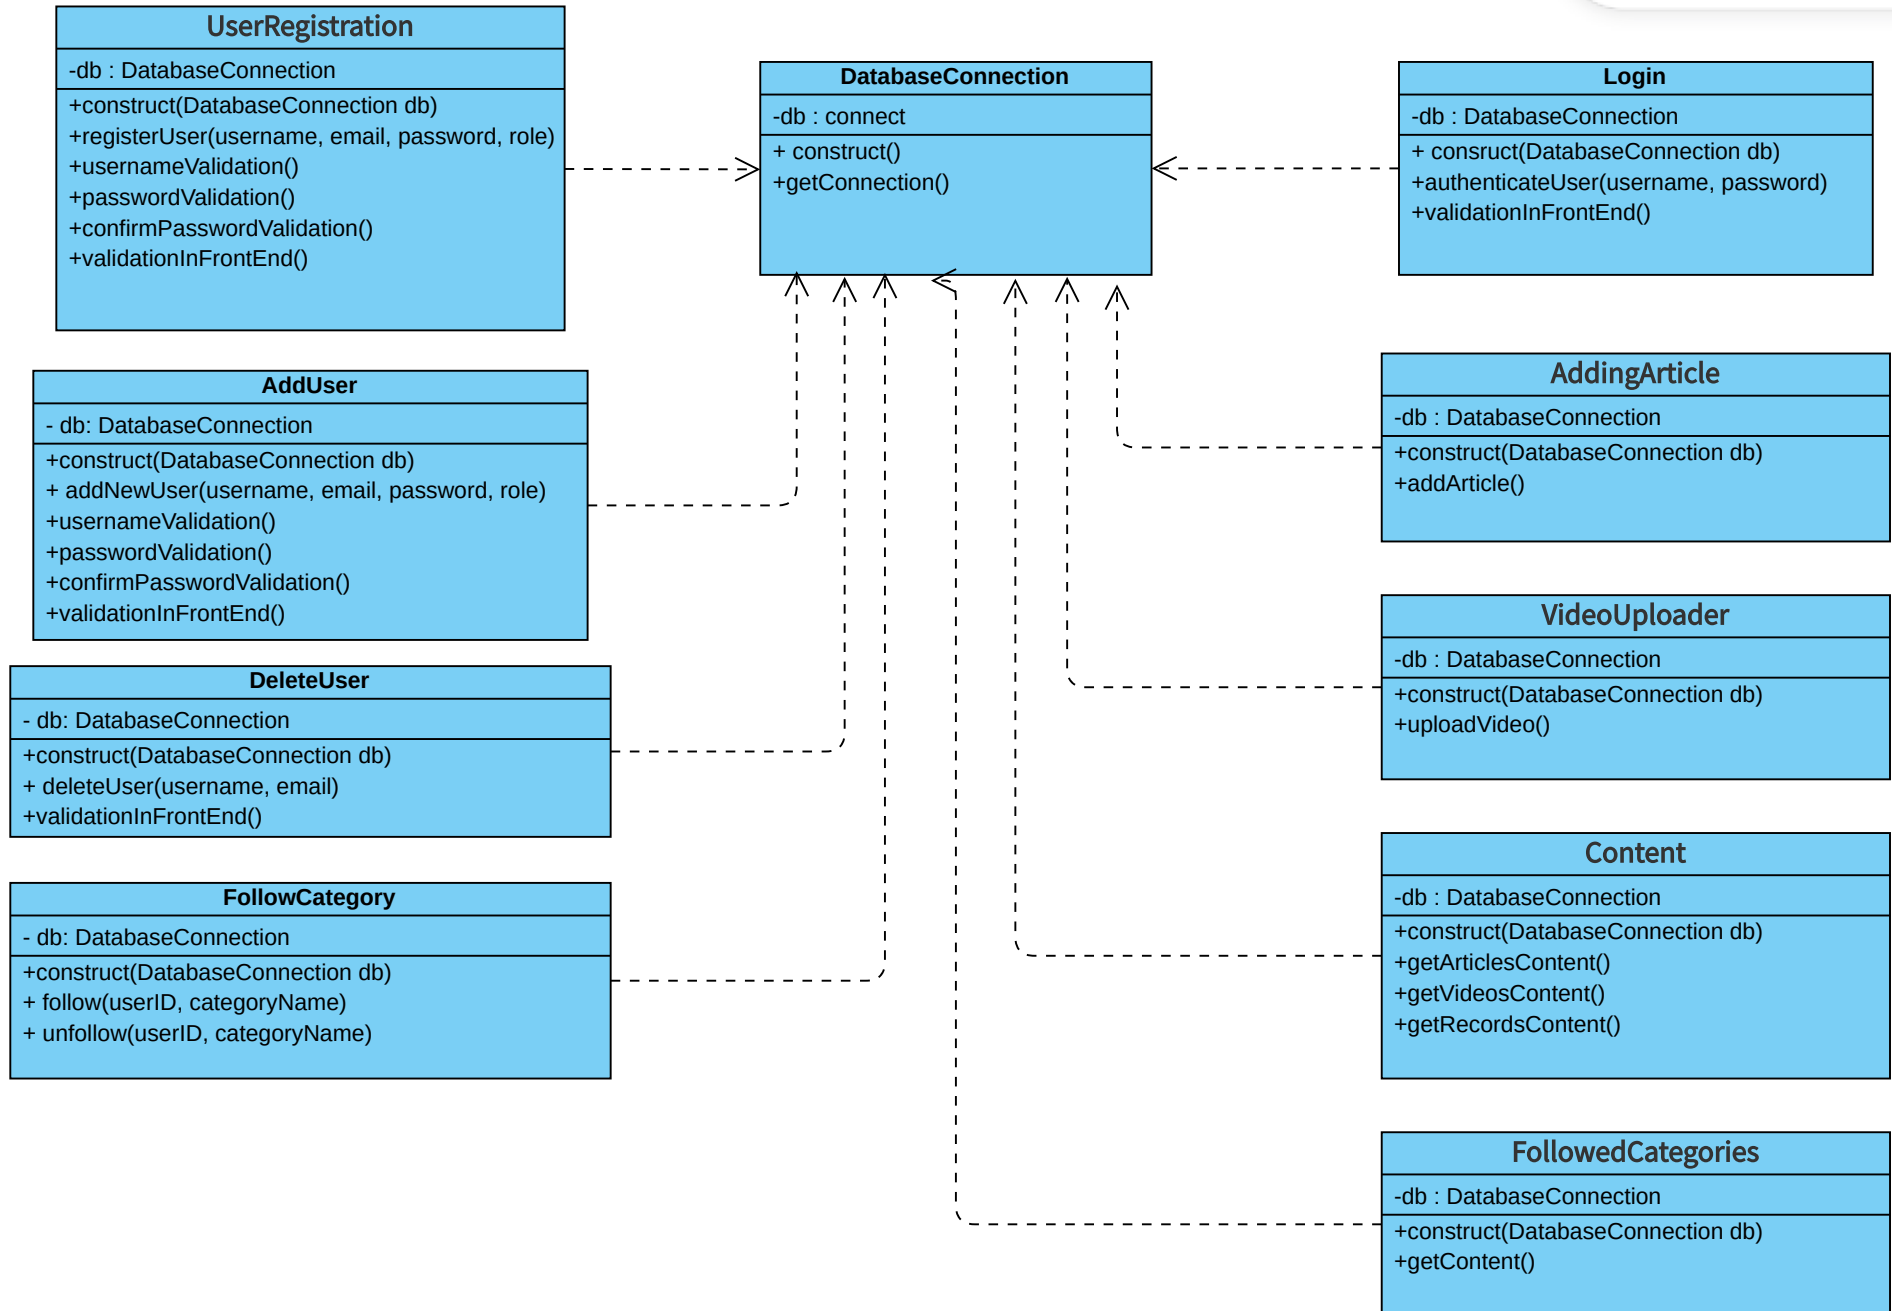 UserRegistration
-db : DatabaseConnection
+construct(DatabaseConnection db)
+registerUser(username, email, password, role)
+usernameValidation()
+passwordValidation()
+confirmPasswordValidation()
+validationInFrontEnd()
DatabaseConnection
-db : connect
+ construct()
+getConnection()
Login
-db : DatabaseConnection
+ consruct(DatabaseConnection db)
+authenticateUser(username, password)
+validationInFrontEnd()
AddUser
- db: DatabaseConnection
+construct(DatabaseConnection db)
+ addNewUser(username, email, password, role)
+usernameValidation()
+passwordValidation()
+confirmPasswordValidation()
+validationInFrontEnd()
AddingArticle
-db : DatabaseConnection
+construct(DatabaseConnection db)
+addArticle()
VideoUploader
-db : DatabaseConnection
+construct(DatabaseConnection db)
+uploadVideo()
DeleteUser
- db: DatabaseConnection
+construct(DatabaseConnection db)
+ deleteUser(username, email)
+validationInFrontEnd()
Content
-db : DatabaseConnection
+construct(DatabaseConnection db)
+getArticlesContent()
+getVideosContent()
+getRecordsContent()
FollowCategory
- db: DatabaseConnection
+construct(DatabaseConnection db)
+ follow(userID, categoryName)
+ unfollow(userID, categoryName)
FollowedCategories
-db : DatabaseConnection
+construct(DatabaseConnection db)
+getContent()